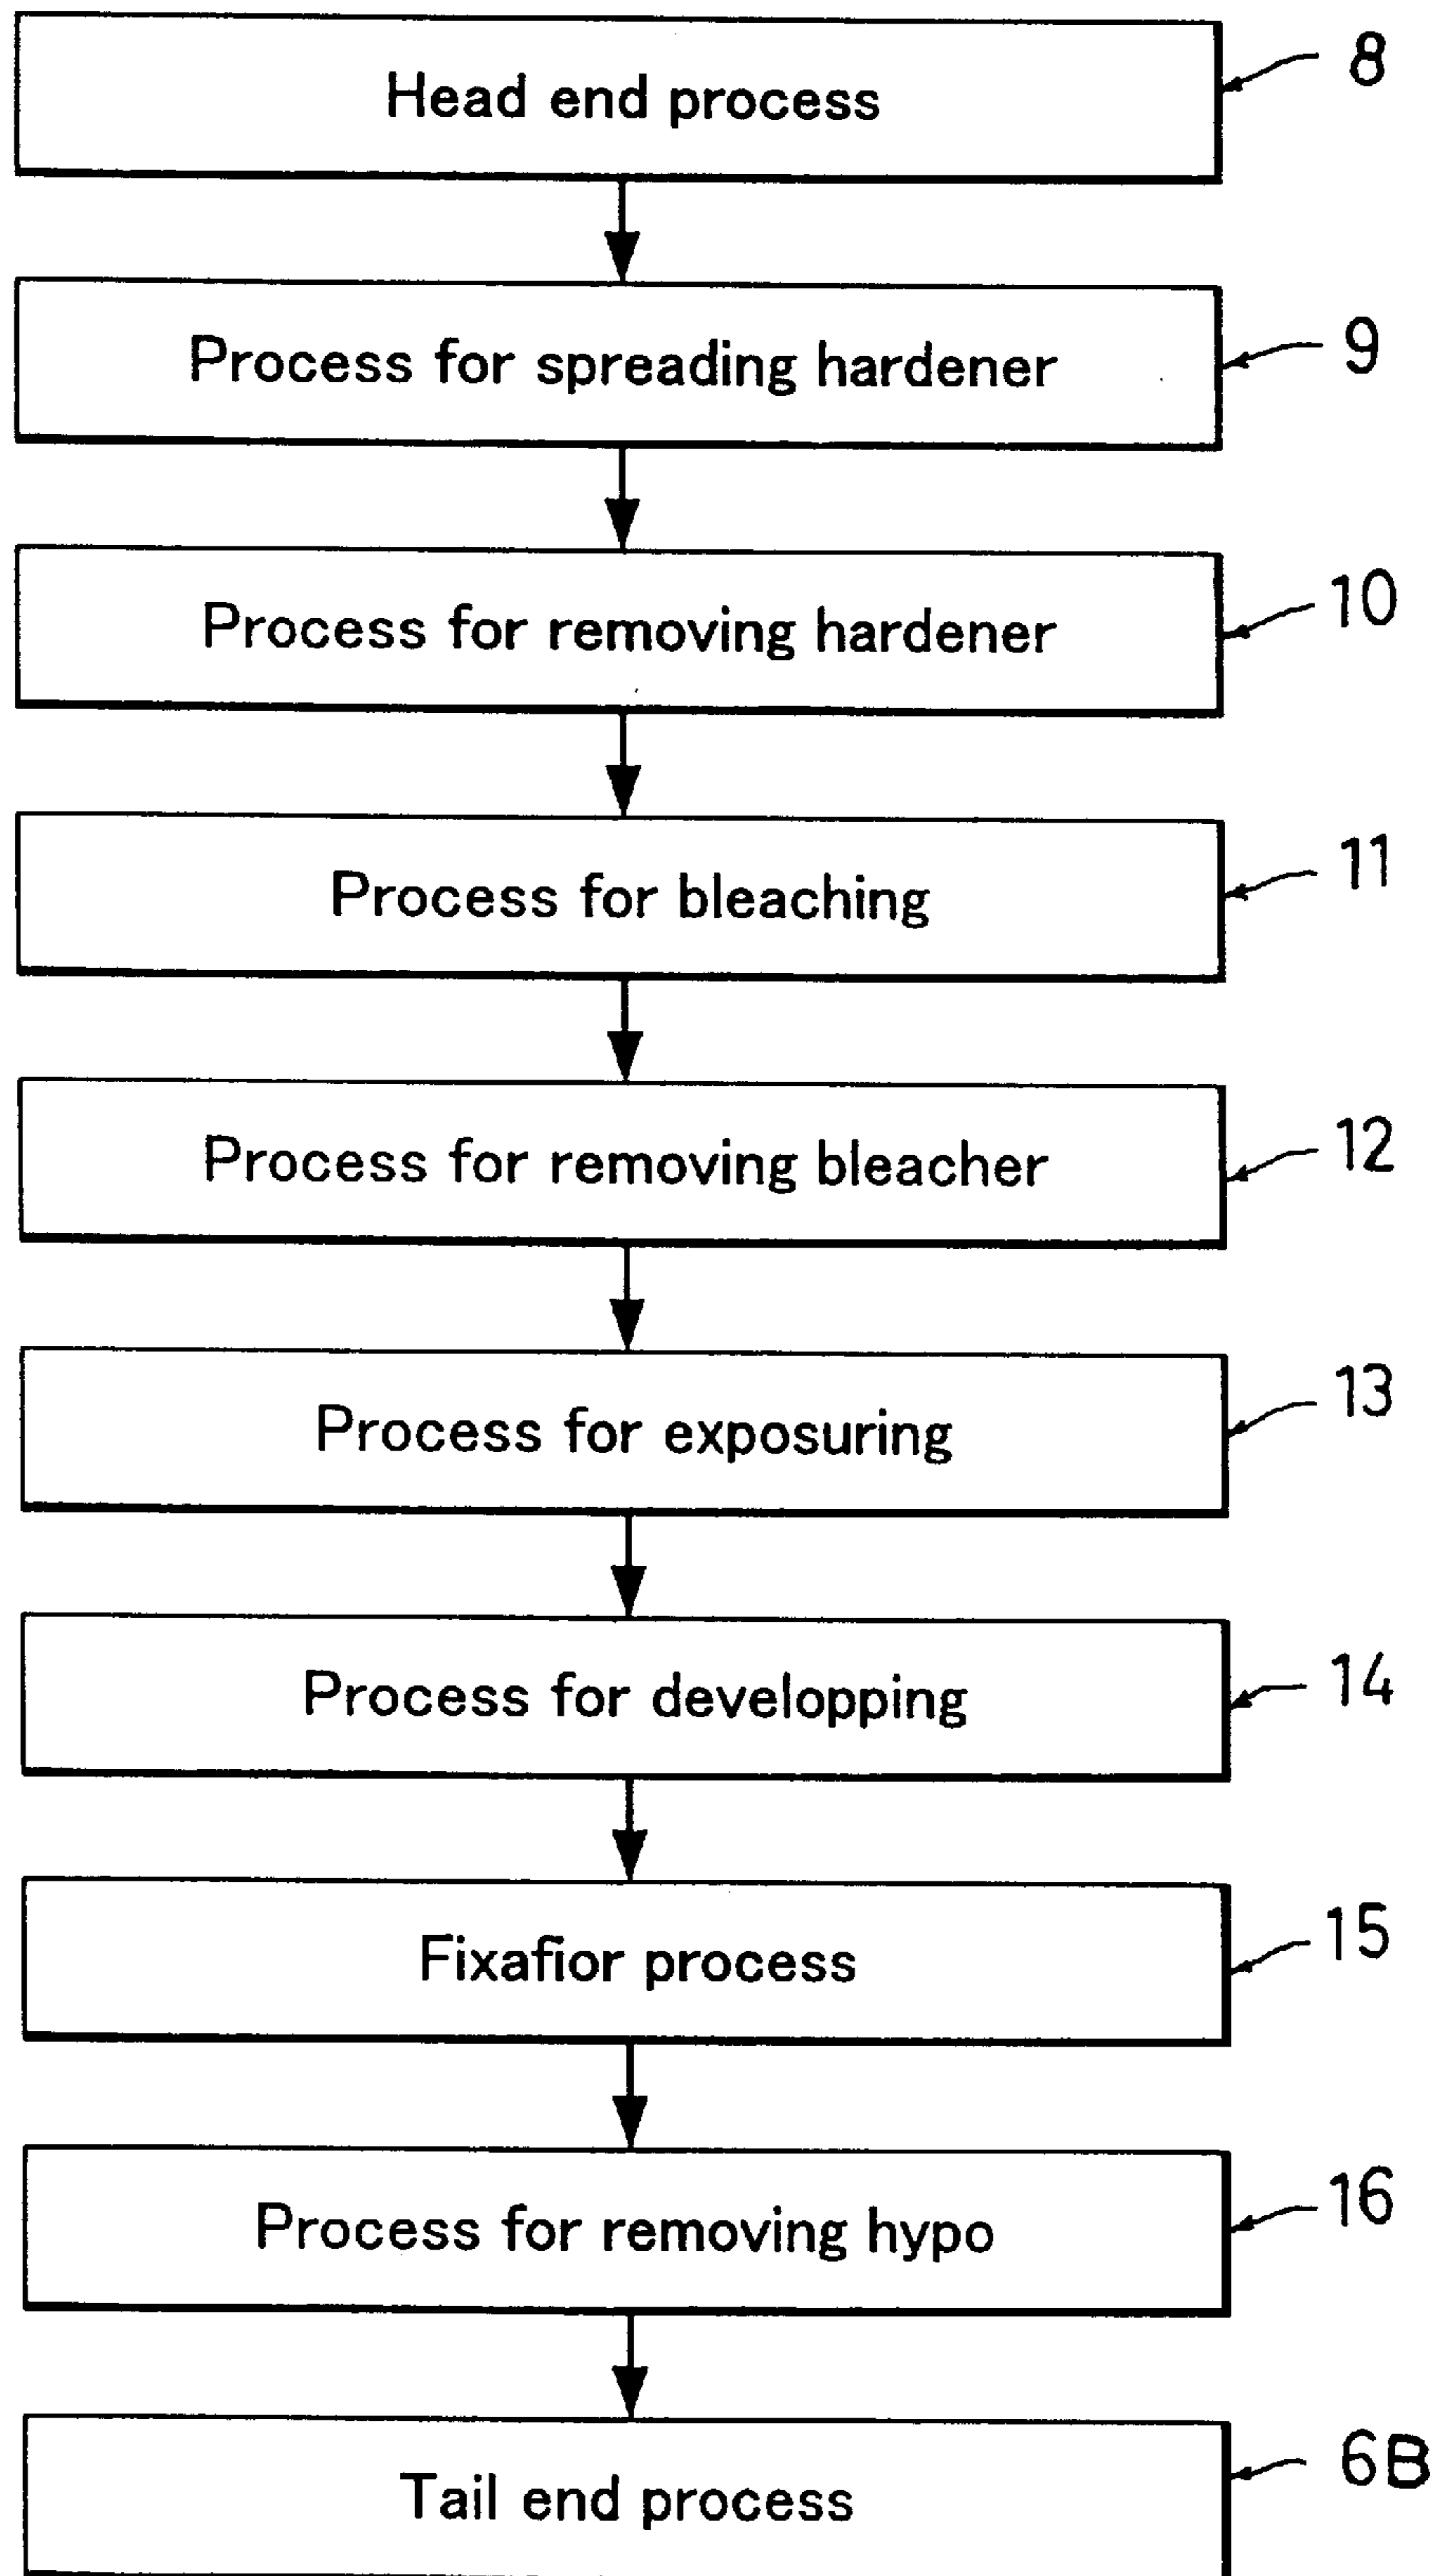 Head end process 8
Process for spreading hardener 9
Process for removing hardener 10
Process for bleaching 11
Process for removing bleacher 12
Process for exposuring 13
Process for developping 14
Fixafior process 15
Process for removing hypo 16
Tail end process 6B